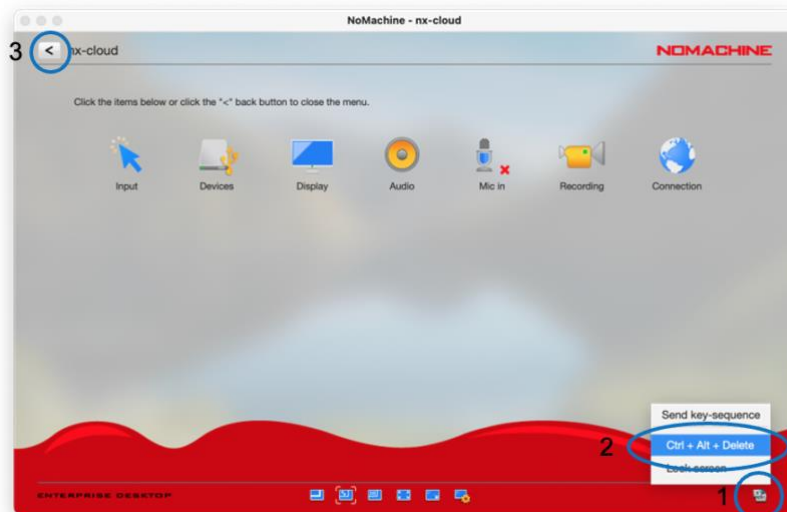 NoMachine - nx-cloud
3 < nx-cloud NOMACHINE
Click the items below or click the "<" back button to close the menu.
Input Devices Display Audio Mic in Recording Connection
Send key-sequence
2 Ctrl + Alt + Delete
Lock screen
ENTERPRISE DESKTOP 1